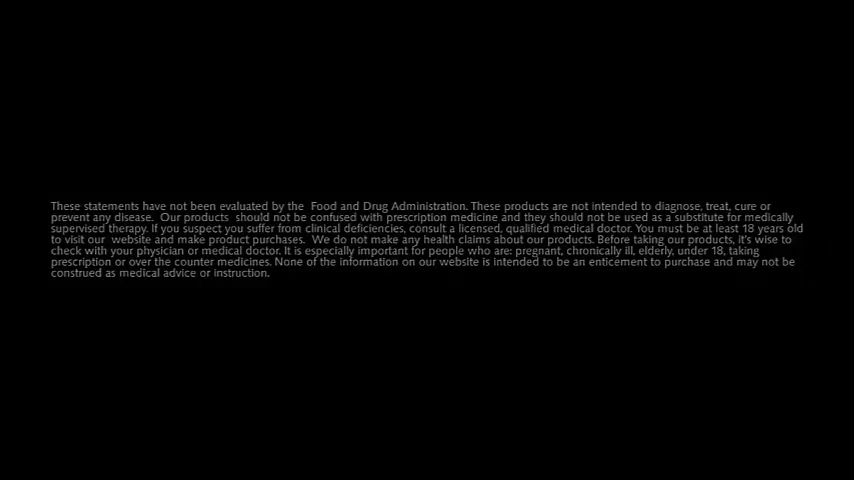 These statements have not been evaluated by the  Food and Drug Administration. These products are not intended to diagnose, treat, cure or
prevent any disease.  Our products  should not be confused with prescription medicine and they should not be used as a substitute for medically
supervised therapy. If you suspect you suffer from clinical deficiencies, consult a licensed, qualified medical doctor. You must be at least 18 years old
to visit our  website and make product purchases.  We do not make any health claims about our products. Before taking our products, it's wise to
check with your physician or medical doctor. It is especially important for people who are: pregnant, chronically ill, elderly, under 18, taking
prescription or over the counter medicines. None of the information on our website is intended to be an enticement to purchase and may not be
construed as medical advice or instruction.